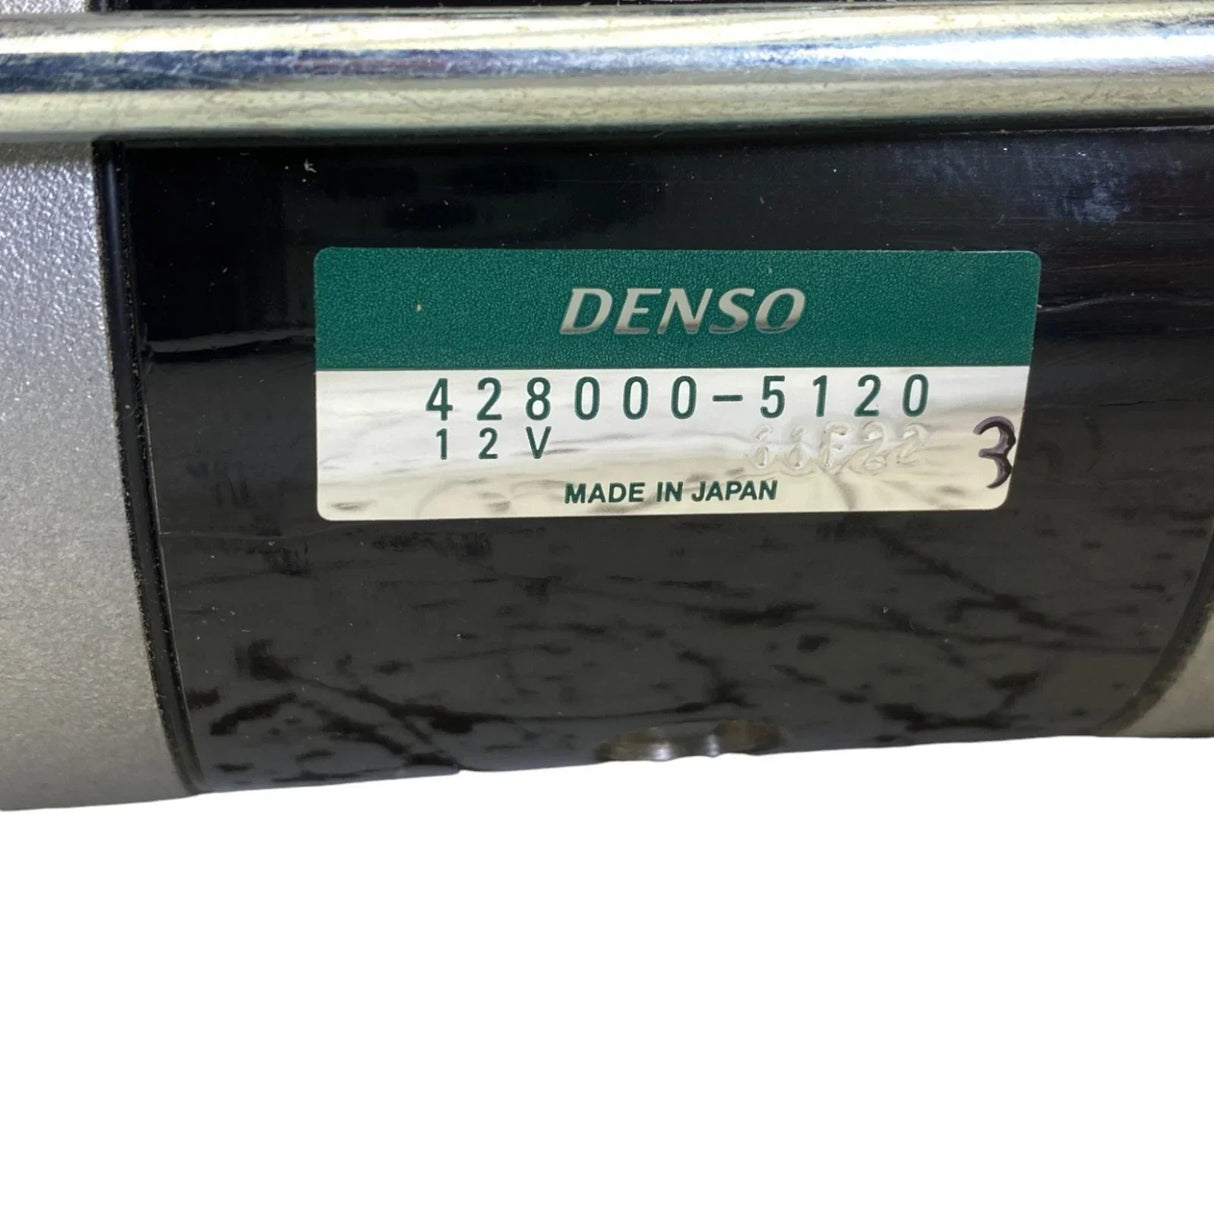 DENSO
428000-5120
12V
3
MADE IN JAPAN